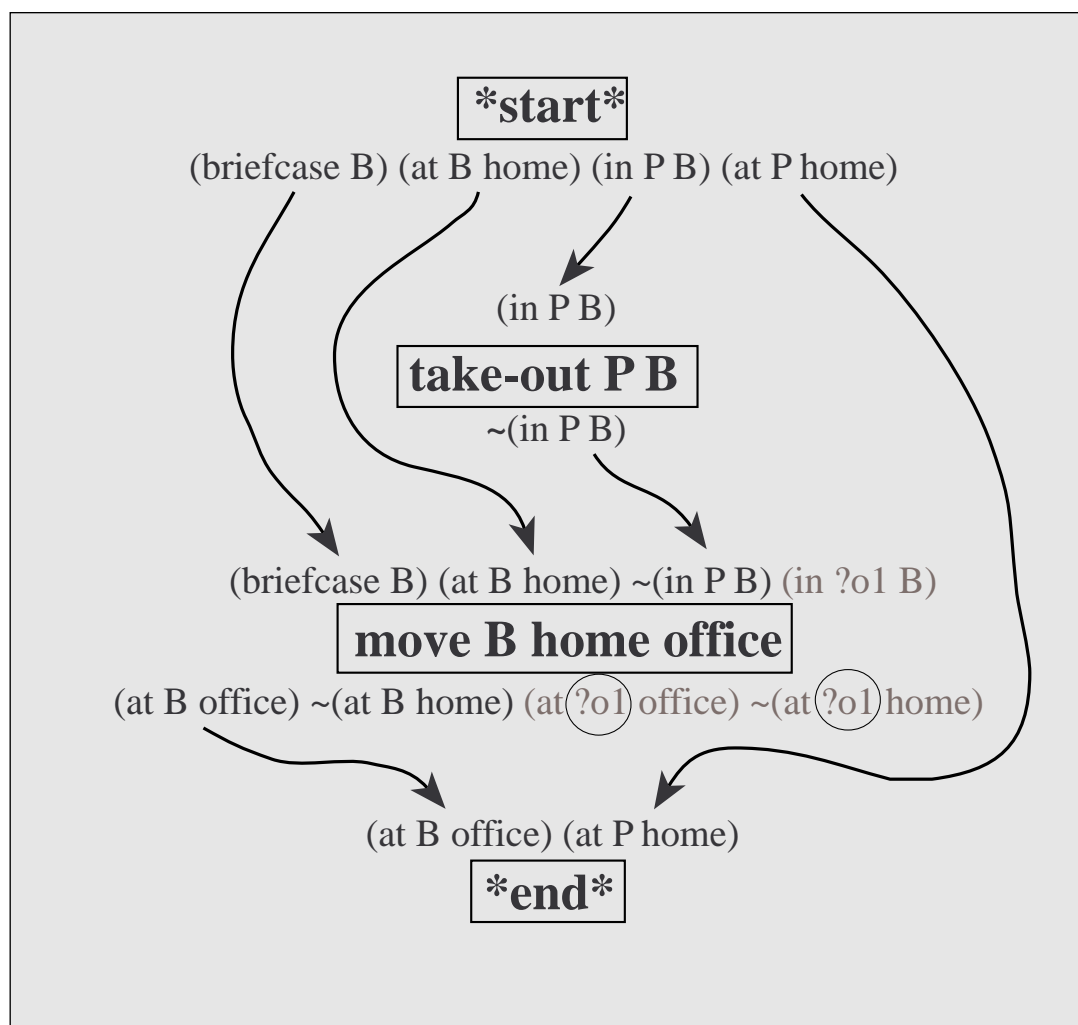 *start*
(briefcase B) (at B home) (in P B) (at P home)
(in P B)
take-out P B
~(in P B)
(briefcase B) (at B home) ~(in P B) (in ?o1 B)
move B home office
(at B office) ~(at B home) (at ?o1 office) ~(at ?o1 home)
(at B office) (at P home)
*end*